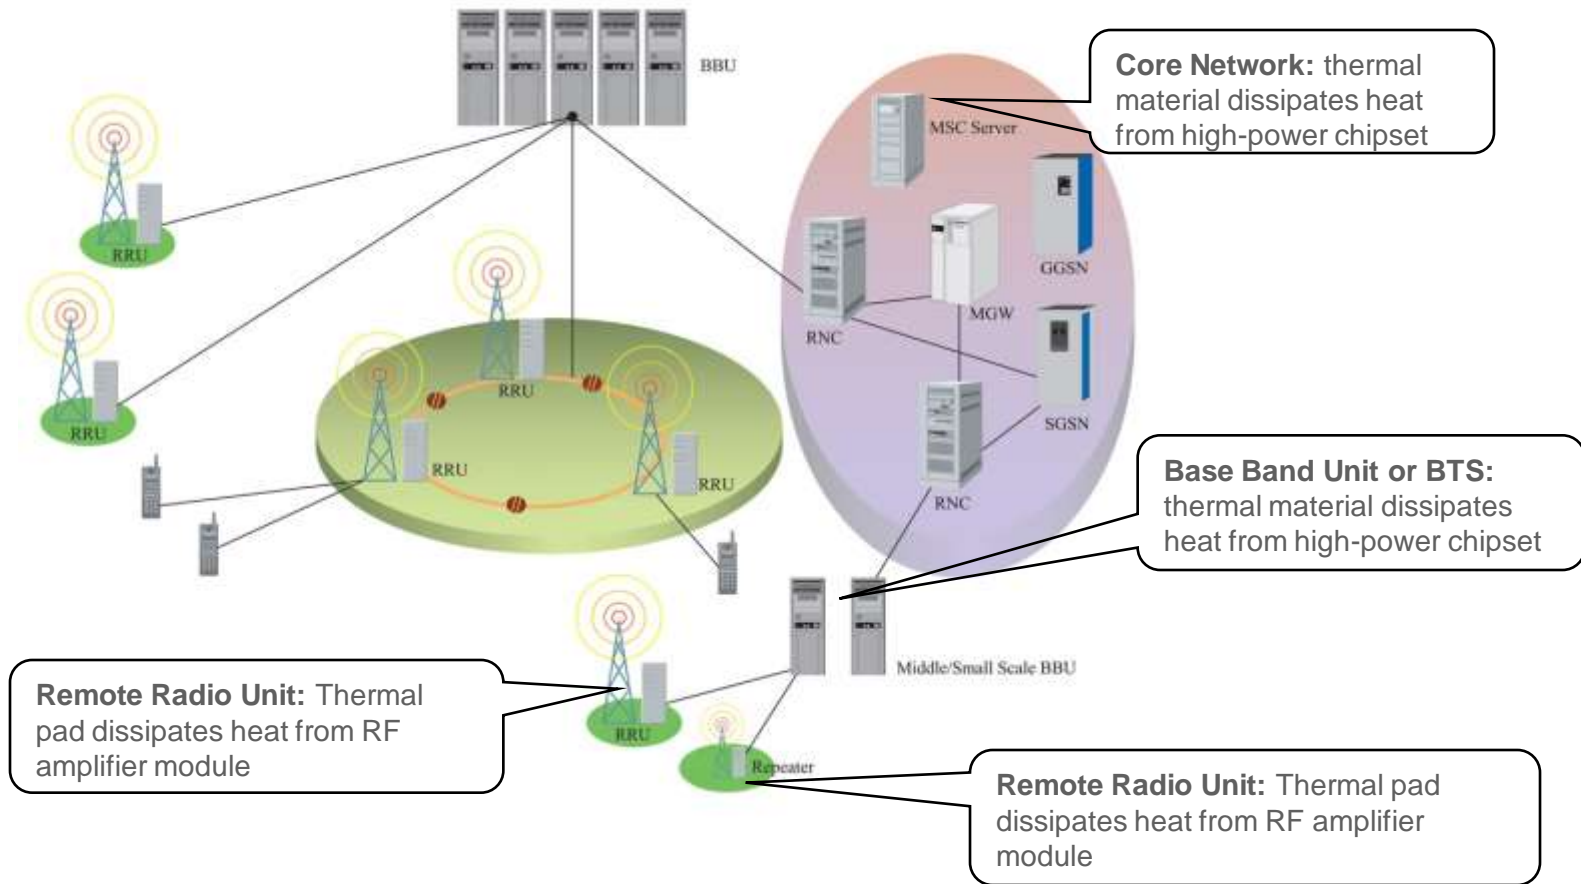 BBU
Core Network: thermal
material dissipates heat
from high-power chipset
MSC Server
GGSN
RRU
MGW
RNC
RRU
RRU
SGSN
RRU
RRU
RNC
Base Band Unit or BTS:
thermal material dissipates
heat from high-power chipset
Middle/Small Scale BBU
Remote Radio Unit: Thermal
pad dissipates heat from RF
amplifier module
RRU
Repeater
Remote Radio Unit: Thermal pad
dissipates heat from RF amplifier
module